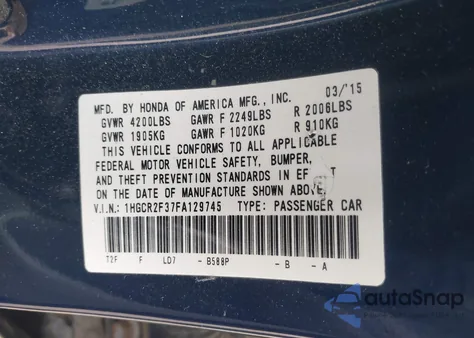 MFD. BY HONDA OF AMERICA MFG., INC. 03/'15
GVWR 4200LBS GAWR F 2249LBS R 2006LBS
GVWR 1905KG GAWR F 1020KG R 910KG
THIS VEHICLE CONFORMS TO ALL APPLICABLE
FEDERAL MOTOR VEHICLE SAFETY, BUMPER,
AND THEFT PREVENTION STANDARDS IN EF T
ON THE DATE OF MANUFACTURE SHOWN ABOVE.
V.I.N.: 1HGCR2F37FA129745 TYPE: PASSENGER CAR
T2F F LD7 - B588P - B - A
autoSnap